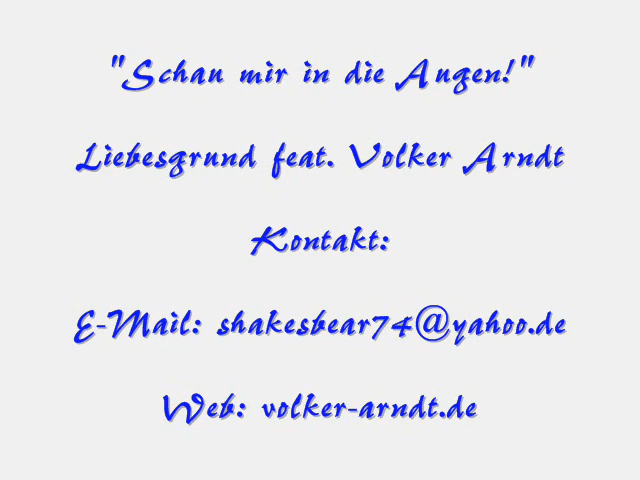 "Schau mir in die Augen!"
Liebesgrund feat. Volker Arndt
Kontakt:
E-Mail: shakesbear74@yahoo.de
Web: volker-arndt.de